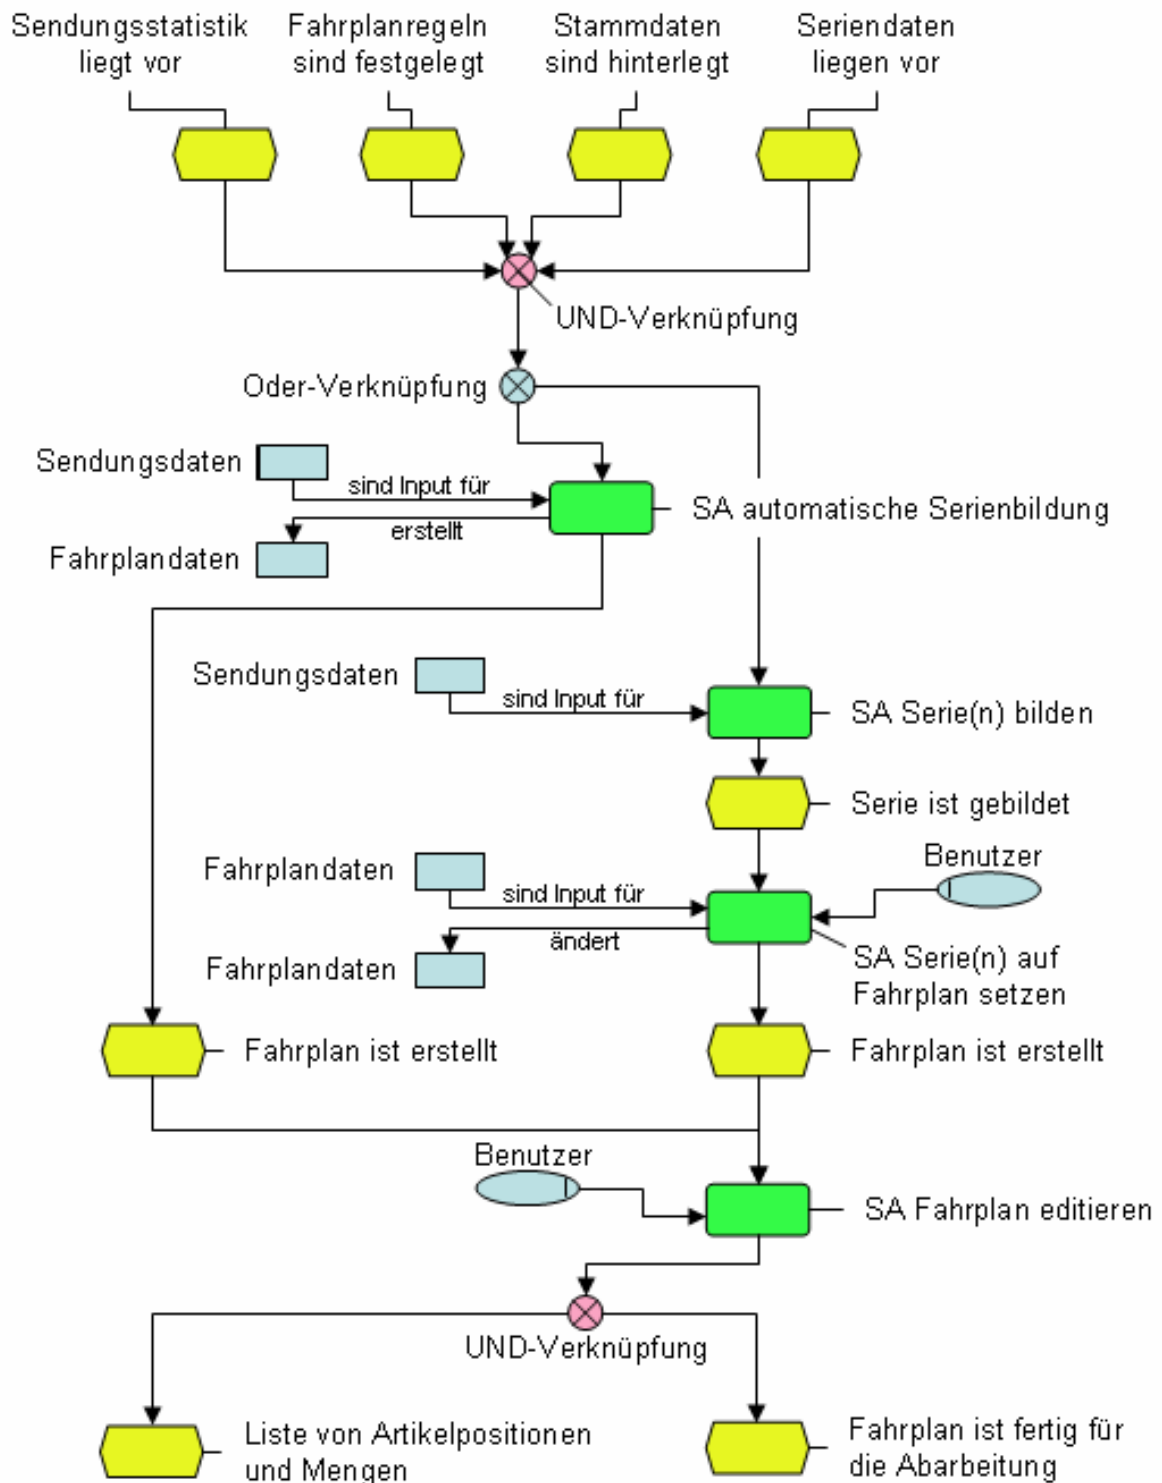 Sendungsstatistik
liegt vor
Fahrplanregeln
sind festgelegt
Stammdaten
sind hinterlegt
Seriendaten
liegen vor
UND-Verknüpfung
Oder-Verknüpfung
Sendungsdaten
sind Input für
SA automatische Serienbildung
erstellt
Fahrplandaten
Sendungsdaten
sind Input für
SA Serie(n) bilden
Serie ist gebildet
Benutzer
Fahrplandaten
sind Input für
ändert
Fahrplandaten
SA Serie(n) auf
Fahrplan setzen
Fahrplan ist erstellt
Fahrplan ist erstellt
Benutzer
SA Fahrplan editieren
UND-Verknüpfung
Liste von Artikelpositionen
und Mengen
Fahrplan ist fertig für
die Abarbeitung